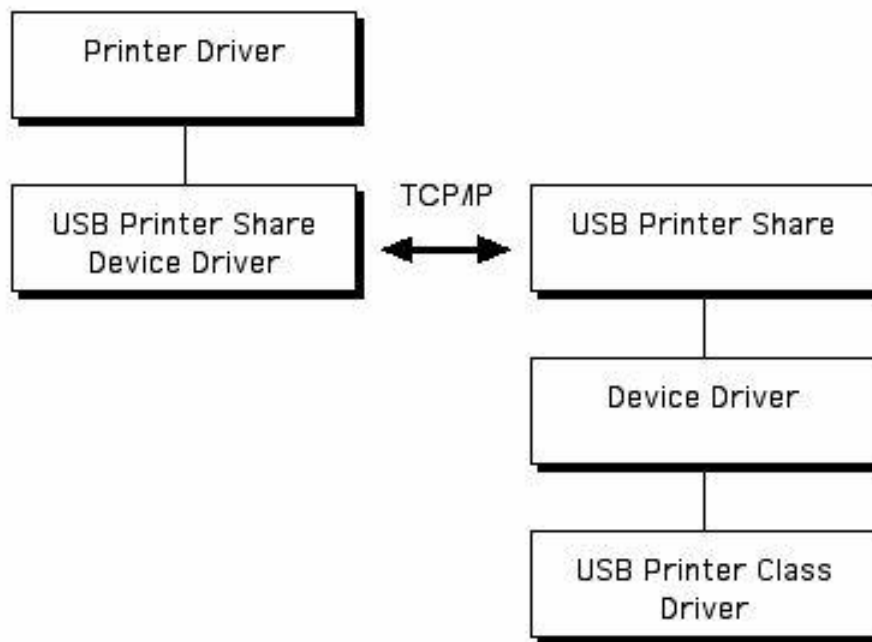 Printer Driver
USB Printer Share
Device Driver
TCP/IP
USB Printer Share
Device Driver
USB Printer Class
Driver